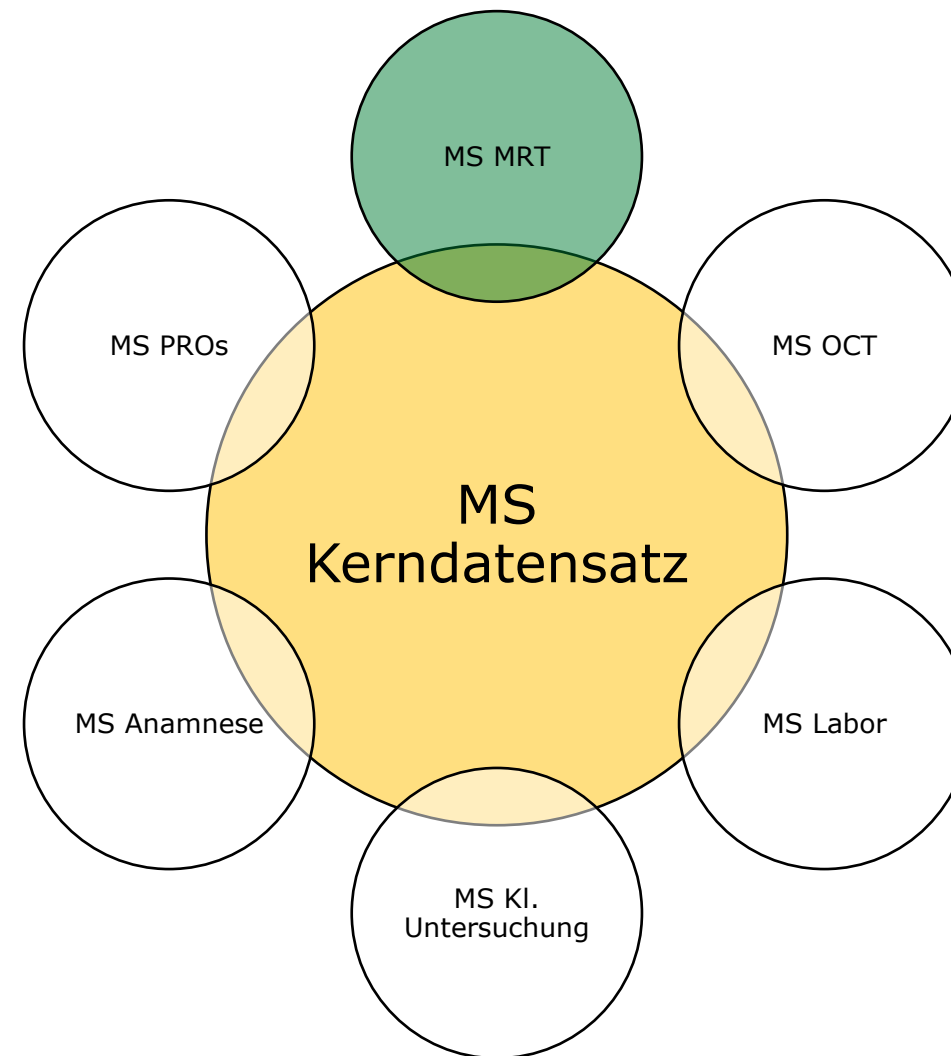 MS MRT
MS PROs
MS OCT
MS
Kerndatensatz
MS Anamnese
MS Labor
MS Kl.
Untersuchung